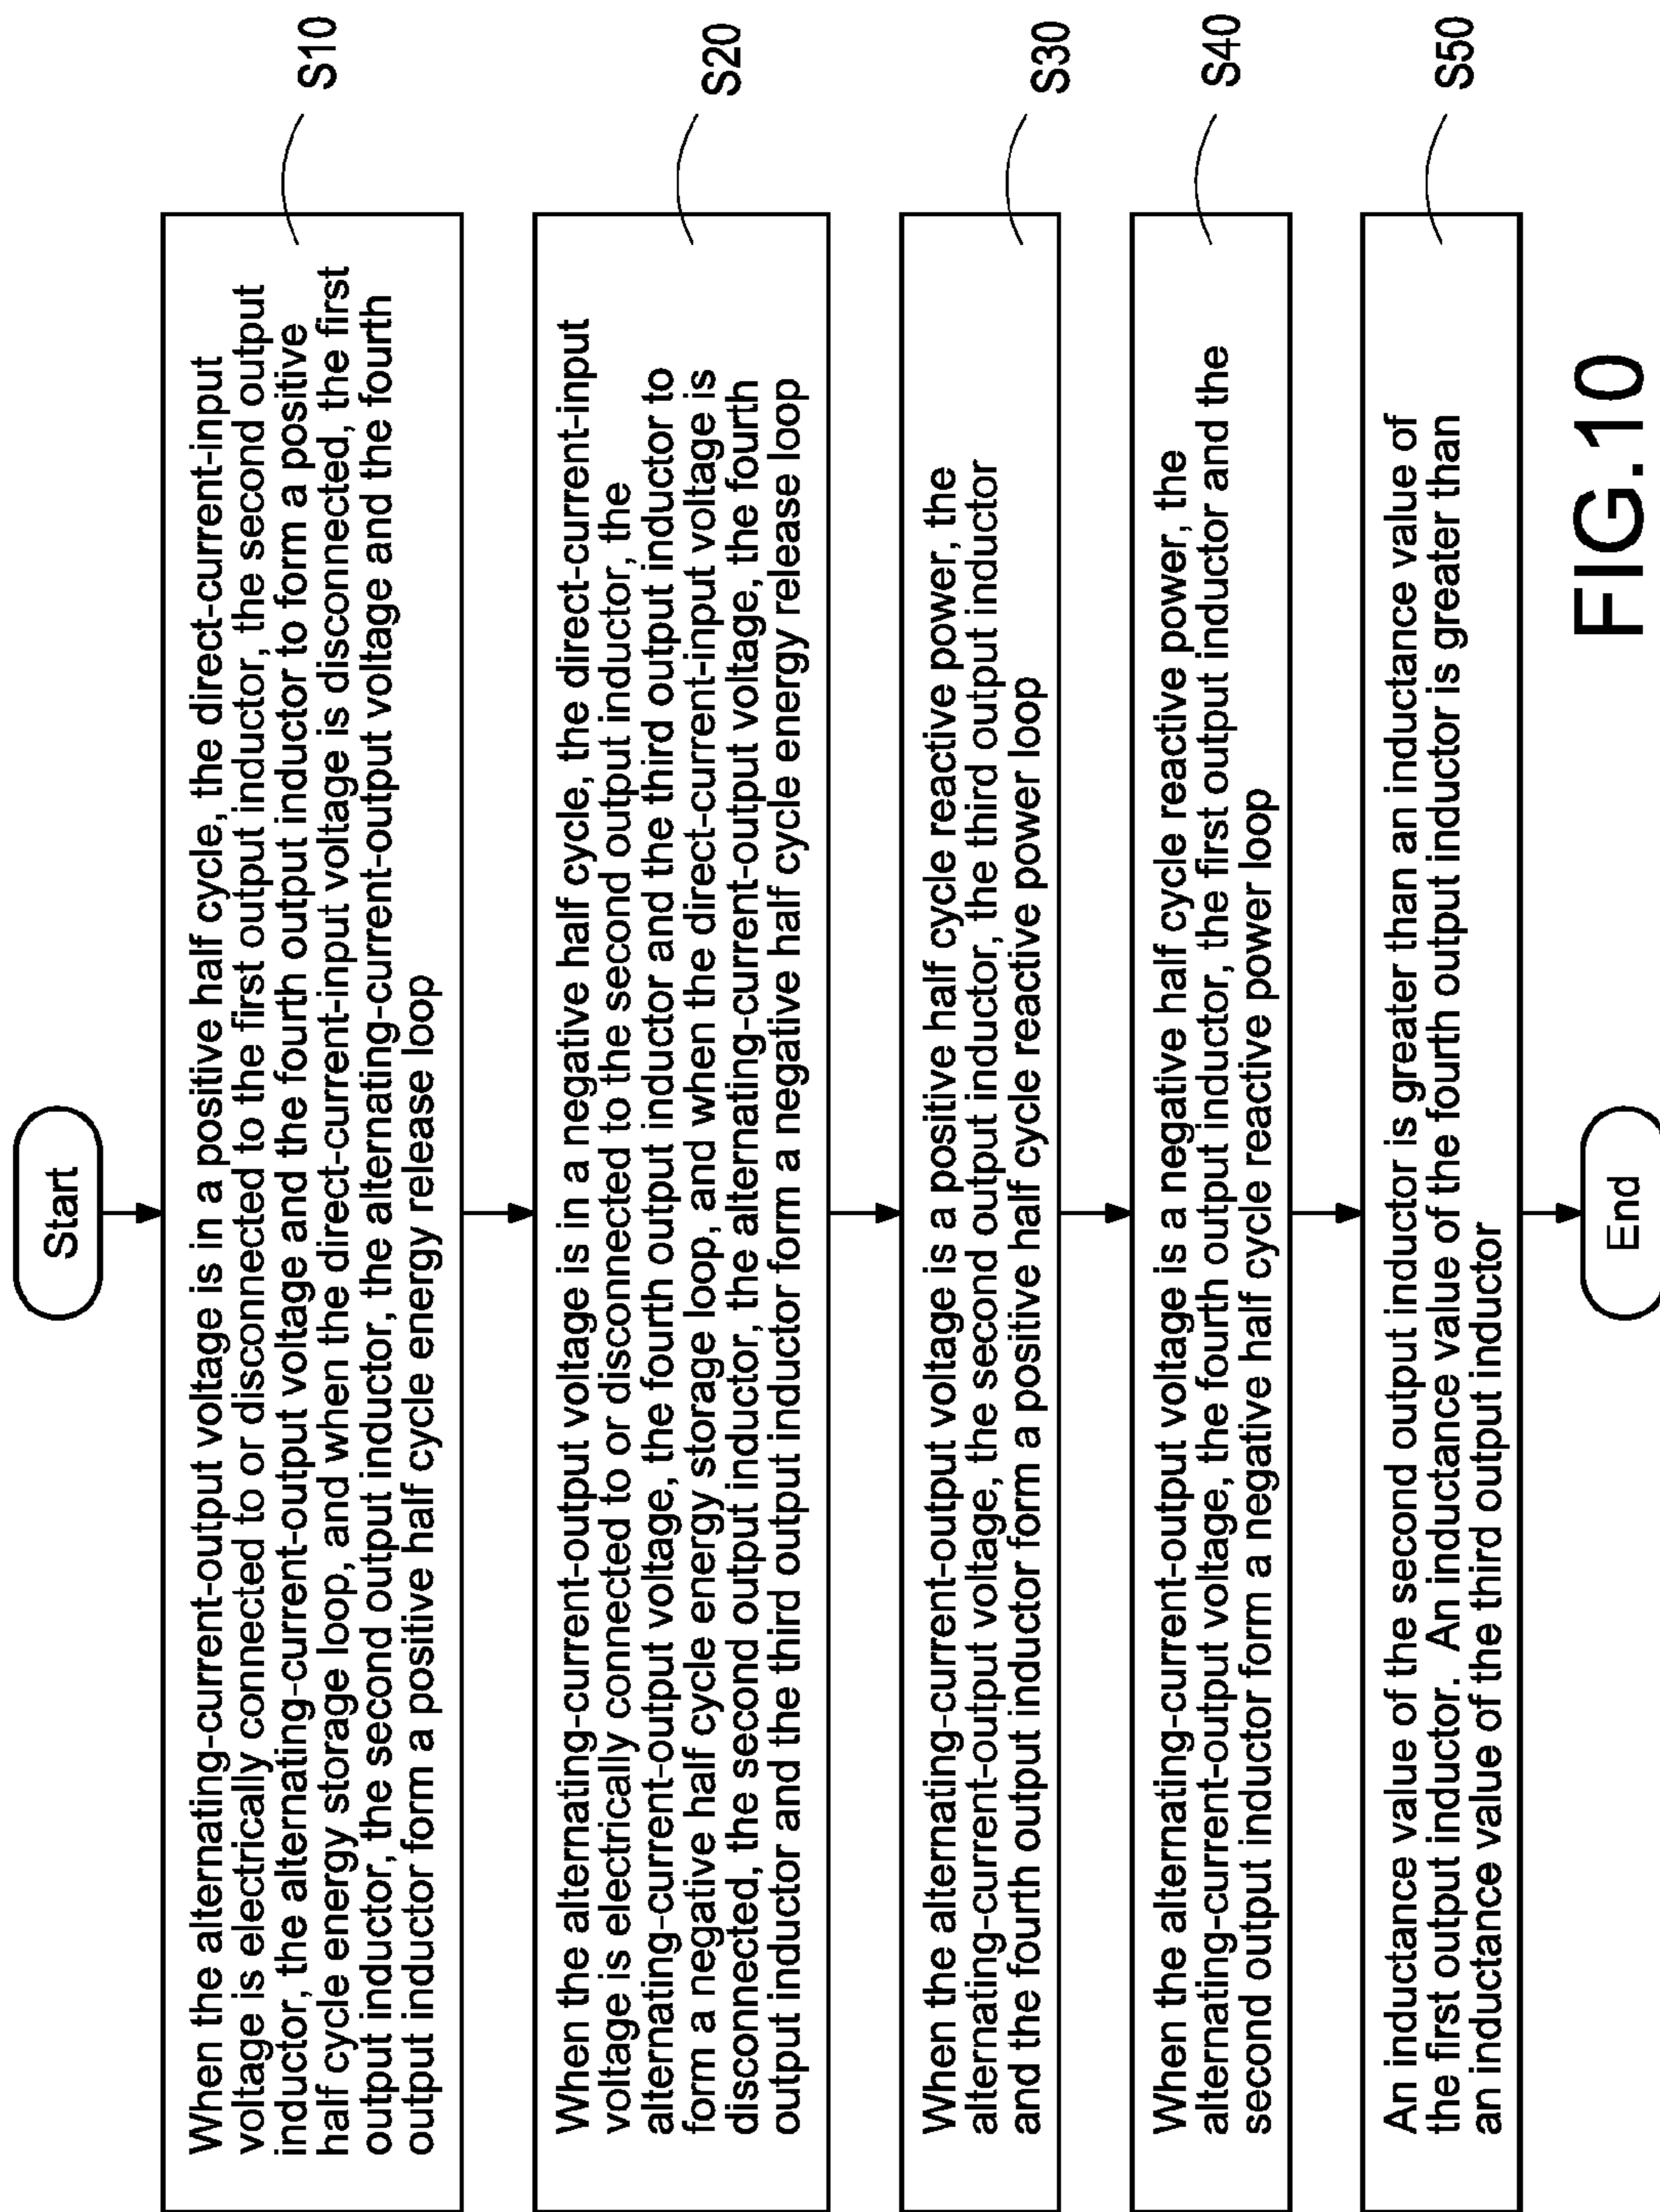 Start
When the alternating-current-output voltage is in a positive half cycle, the direct-current-input
voltage is electrically connected to or disconnected to the first output inductor, the second output
inductor, the alternating-current-output voltage and the fourth output inductor to form a positive
half cycle energy storage loop, and when the direct-current-input voltage is disconnected, the first
output inductor, the second output inductor, the alternating-current-output voltage and the fourth
output inductor form a positive half cycle energy release loop
S10
When the alternating-current-output voltage is in a negative half cycle, the direct-current-input
voltage is electrically connected to or disconnected to the second output inductor, the
alternating-current-output voltage, the fourth output inductor and the third output inductor to
form a negative half cycle energy storage loop, and when the direct-current-input voltage is
disconnected, the second output inductor, the alternating-current-output voltage, the fourth
output inductor and the third output inductor form a negative half cycle energy release loop
S20
When the alternating-current-output voltage is a positive half cycle reactive power, the
alternating-current-output voltage, the second output inductor, the third output inductor
and the fourth output inductor form a positive half cycle reactive power loop
S30
When the alternating-current-output voltage is a negative half cycle reactive power, the
alternating-current-output voltage, the fourth output inductor, the first output inductor and the
second output inductor form a negative half cycle reactive power loop
S40
An inductance value of the second output inductor is greater than an inductance value of
the first output inductor. An inductance value of the fourth output inductor is greater than
an inductance value of the third output inductor
S50
End
FIG.10